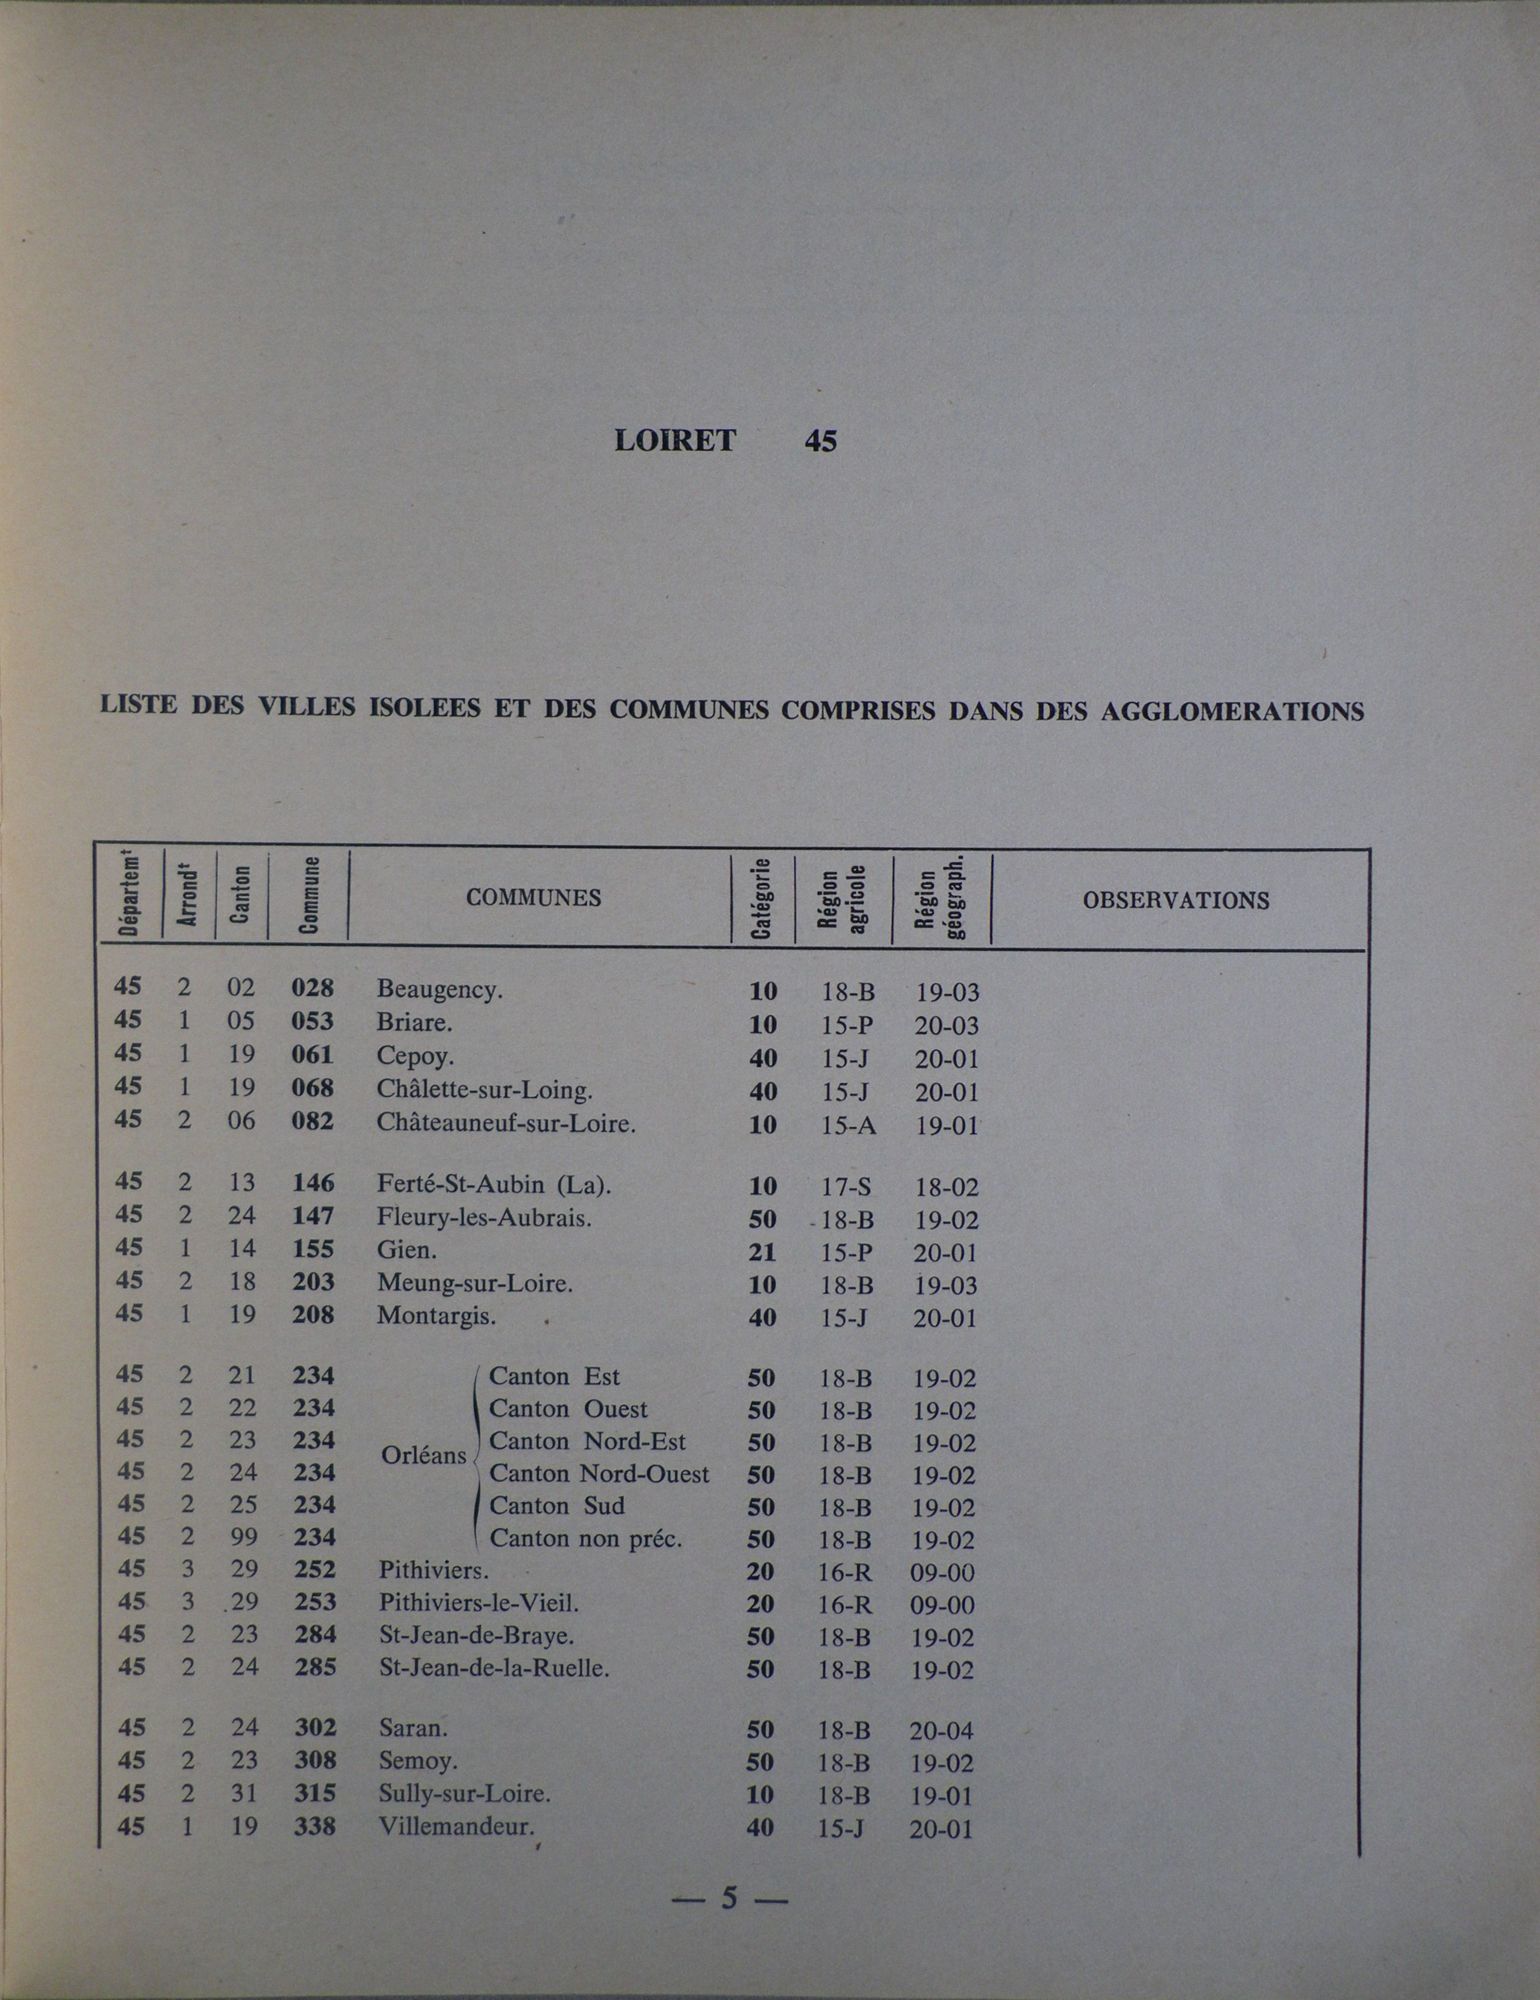 LOIRET 45
LISTE DES VILLES ISOLEES ET DES COMMUNES COMPRISES DANS DES AGGLOMERATIONS
Départemt Arrondt Canton Commune COMMUNES Catégorie Région agricole Région géograph. OBSERVATIONS
45 2 02 028 Beaugency. 10 18-B 19-03
45 1 05 053 Briare. 10 15-P 20-03
45 1 19 061 Cepoy. 40 15-J 20-01
45 1 19 068 Châlette-sur-Loing. 40 15-J 20-01
45 2 06 082 Châteauneuf-sur-Loire. 10 15-A 19-01
45 2 13 146 Ferté-St-Aubin (La). 10 17-S 18-02
45 2 24 147 Fleury-les-Aubrais. 50 18-B 19-02
45 1 14 155 Gien. 21 15-P 20-01
45 2 18 203 Meung-sur-Loire. 10 18-B 19-03
45 1 19 208 Montargis. 40 15-J 20-01
45 2 21 234 Canton Est 50 18-B 19-02
45 2 22 234 Canton Ouest 50 18-B 19-02
45 2 23 234 Canton Nord-Est 50 18-B 19-02
Orléans
45 2 24 234 Canton Nord-Ouest 50 18-B 19-02
45 2 25 234 Canton Sud 50 18-B 19-02
45 2 99 234 Canton non préc. 50 18-B 19-02
45 3 29 252 Pithiviers. 20 16-R 09-00
45 3 29 253 Pithiviers-le-Vieil. 20 16-R 09-00
45 2 23 284 St-Jean-de-Braye. 50 18-B 19-02
45 2 24 285 St-Jean-de-la-Ruelle. 50 18-B 19-02
45 2 24 302 Saran. 50 18-B 20-04
45 2 23 308 Semoy. 50 18-B 19-02
45 2 31 315 Sully-sur-Loire. 10 18-B 19-01
45 1 19 338 Villemandeur. 40 15-J 20-01
— 5 —